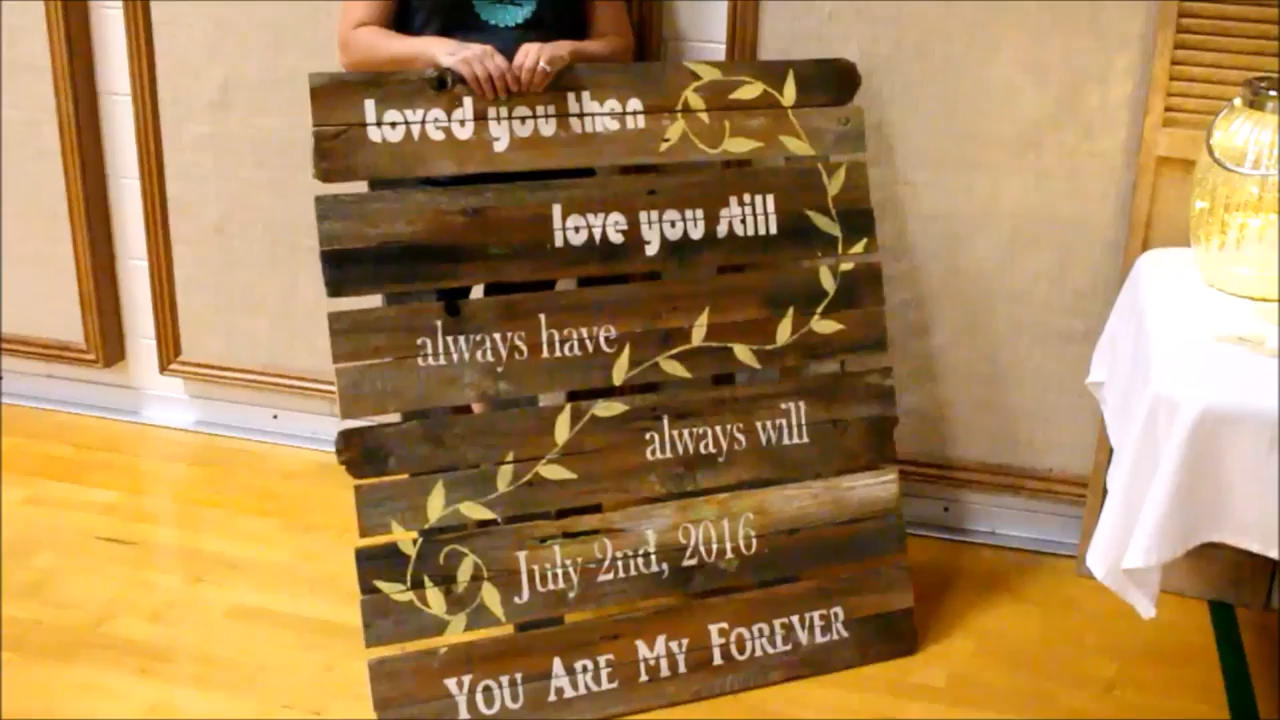 Loved you then
love you still
always have
always will
July 2nd, 2016
You Are My Forever